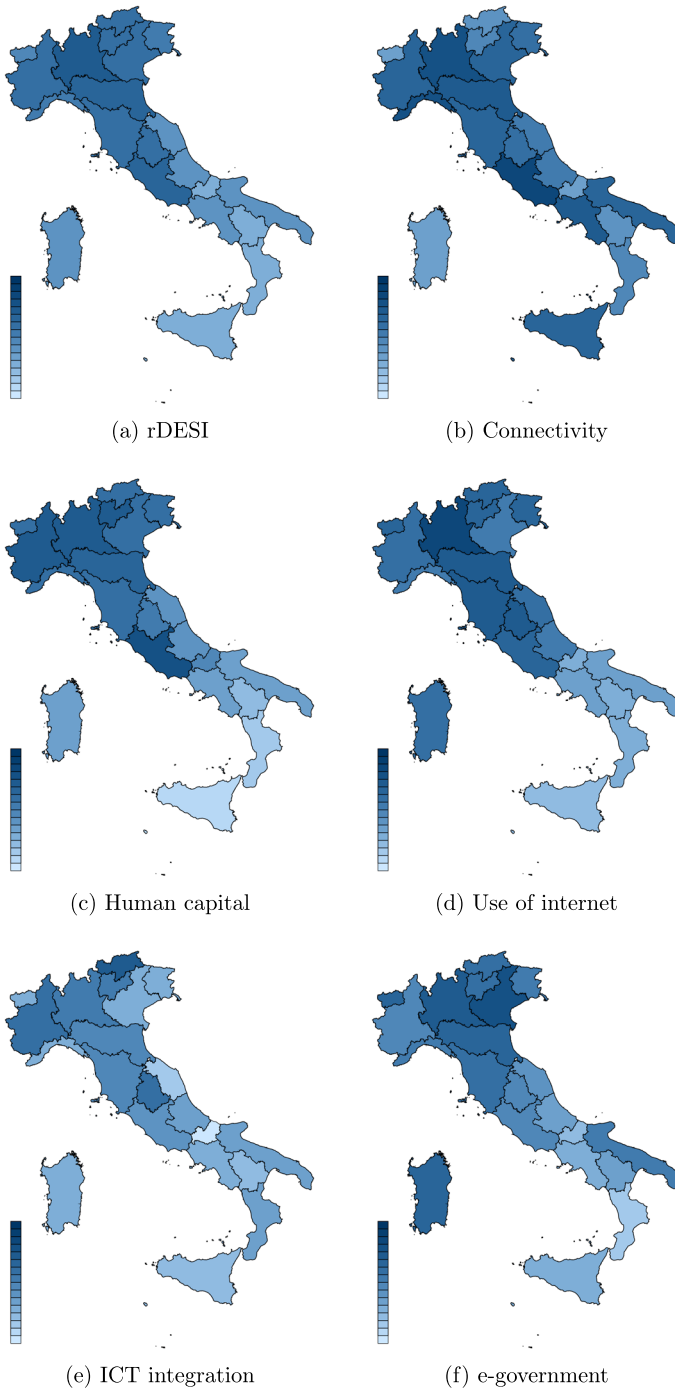 (a) rDESI
(b) Connectivity
(c) Human capital
(d) Use of internet
(e) ICT integration
(f) e-government